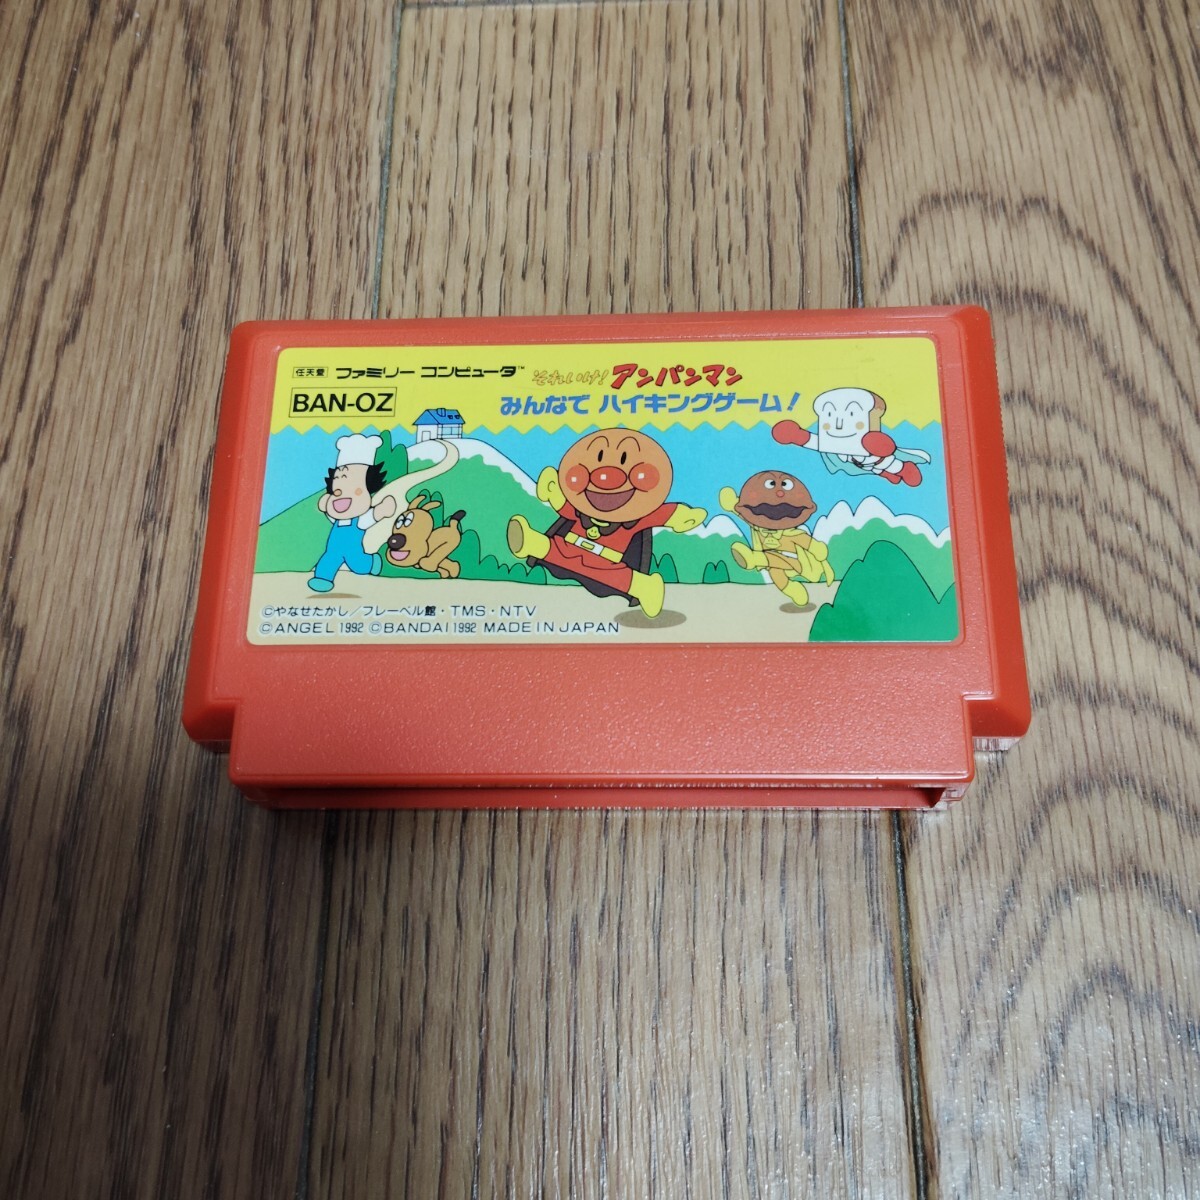 任天堂 ファミリー コンピュータ™
BAN-OZ
それいけ! アンパンマン
みんなで ハイキングゲーム!
©やなせたかし/フレーベル館・TMS・NTV
©ANGEL 1992 ©BANDAI 1992 MADE IN JAPAN